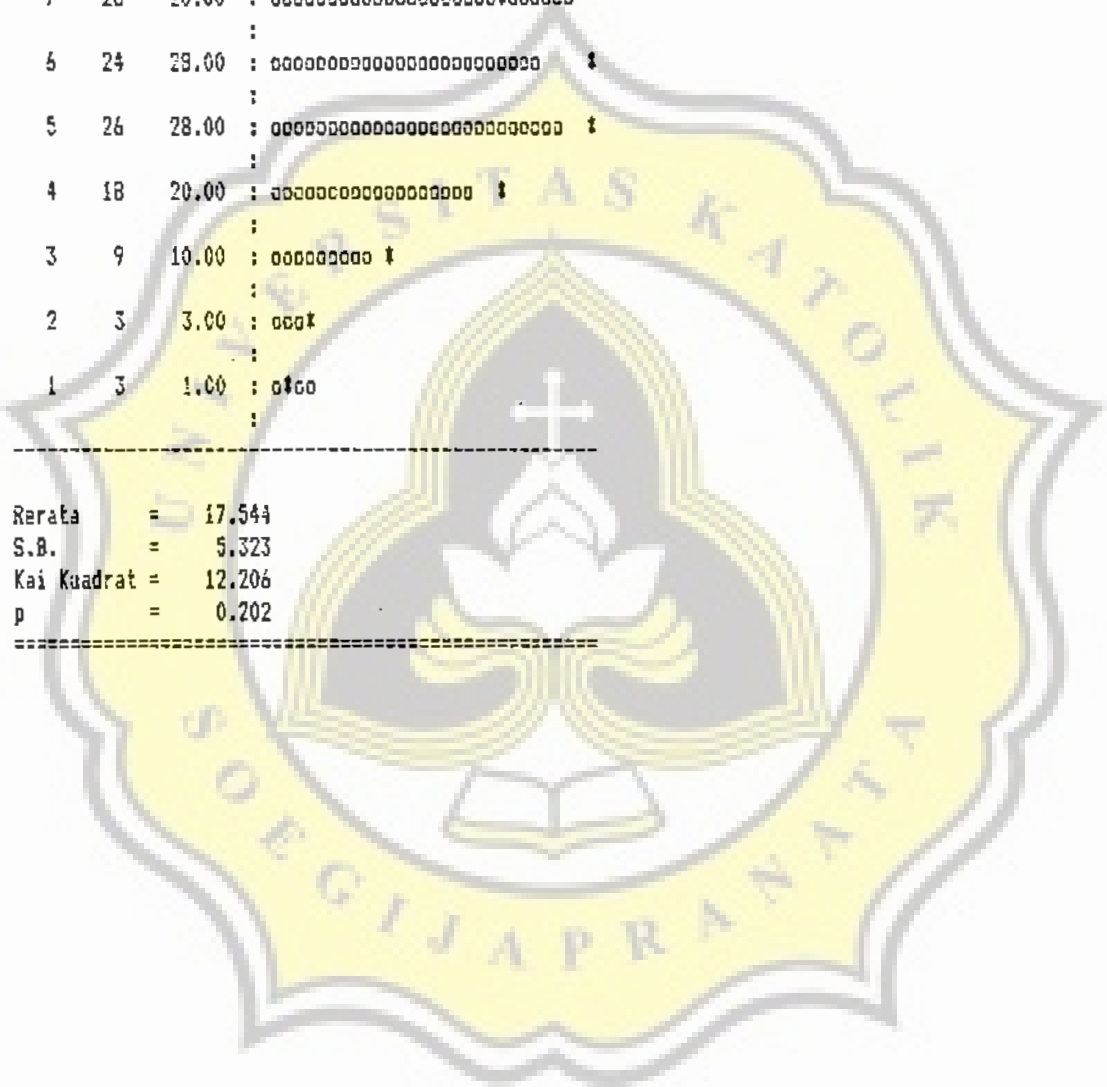 :
6 24 28.00 : oooooooooooooooooooooooo *
:
5 26 28.00 : oooooooooooooooooooooooooo *
:
4 18 20.00 : oooooooooooooooooo *
:
3 9 10.00 : ooooooooo *
:
2 3 3.00 : ooo*
:
1 3 1.00 : o*oo
:
----------------------------------------------------
Rerata = 17.544
S.B. = 5.323
Kai Kuadrat = 12.206
p = 0.202
====================================================
UNIVERSITAS KATOLIK
SOEGIJAPRANATA